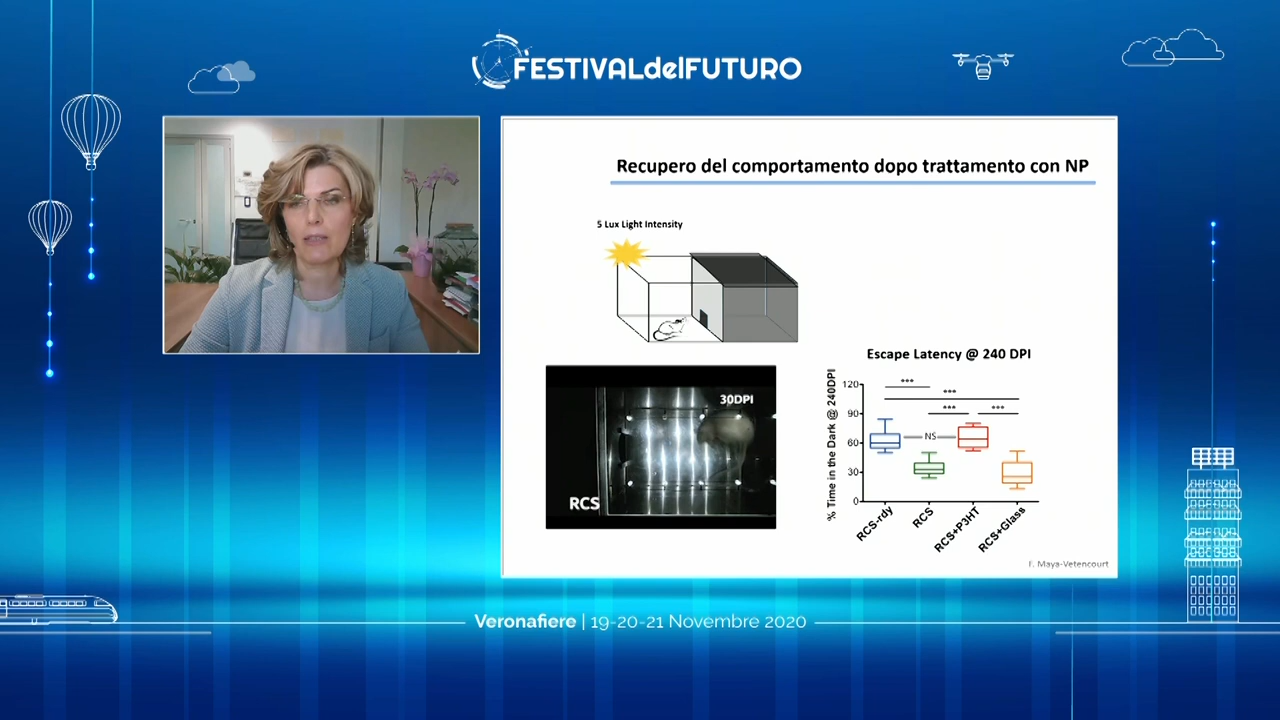 FESTIVALdelFUTURO
Recupero del comportamento dopo trattamento con NP
5 Lux Light Intensity
30DPI
RCS
Escape Latency @ 240 DPI
% Time in the Dark @ 240DPI
120
90
60
30
0
***
***
***
***
NS
RCS-rdy
RCS
RCS+P3HT
RCS+Glass
F. Maya-Vetencourt
Veronafiere | 19-20-21 Novembre 2020